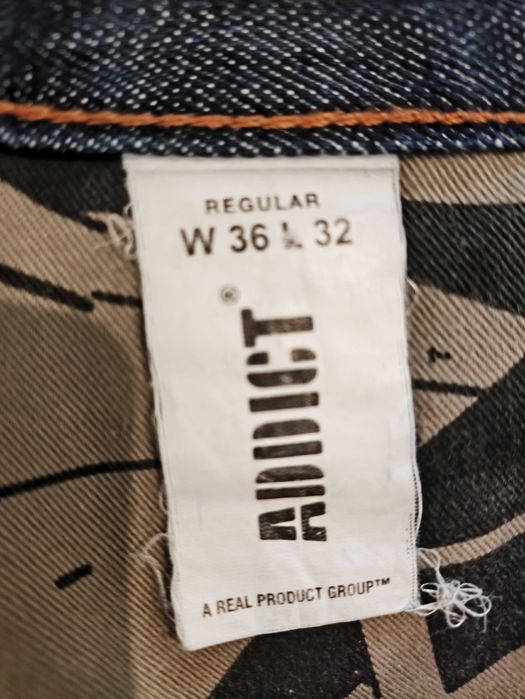 REGULAR
W 36 L 32
ADDICT®
A REAL PRODUCT GROUP™